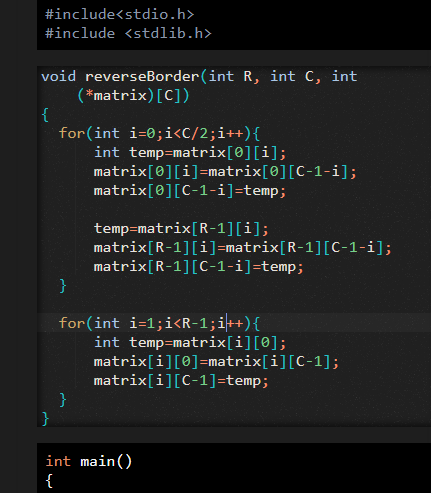 #include<stdio.h>
#include <stdlib.h>
void reverseBorder(int R, int C, int
(*matrix)[C])
{
for(int i=0;i<C/2;i++){
int temp=matrix[0][i];
matrix[0][i]=matrix[0][C-1-i];
matrix[0][C-1-i]=temp;
temp=matrix[R-1][i];
matrix[R-1][i]=matrix[R-1][C-1-i];
matrix[R-1][C-1-i]=temp;
}
for(int i=1;i<R-1;i++){
int temp=matrix[i][0];
matrix[i][0]=matrix[i][C-1];
matrix[i][C-1]=temp;
}
}
int main()
{